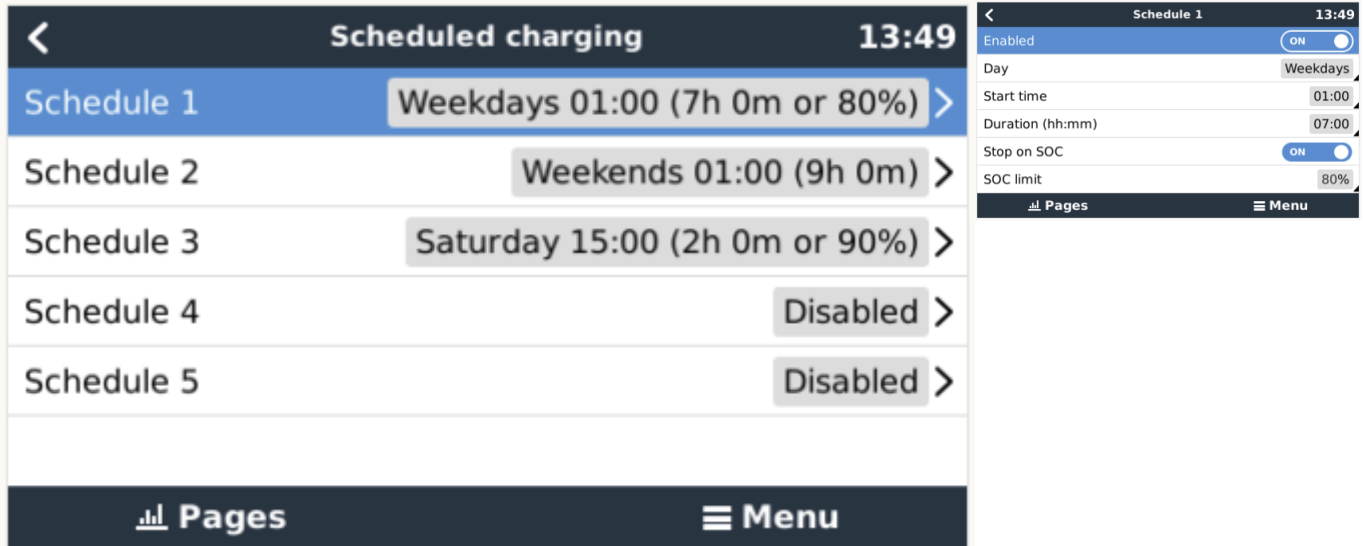 Scheduled charging 13:49
Schedule 1 Weekdays 01:00 (7h 0m or 80%)
Schedule 2 Weekends 01:00 (9h 0m)
Schedule 3 Saturday 15:00 (2h 0m or 90%)
Schedule 4 Disabled
Schedule 5 Disabled
Pages Menu
Schedule 1 13:49
Enabled ON
Day Weekdays
Start time 01:00
Duration (hh:mm) 07:00
Stop on SOC ON
SOC limit 80%
Pages Menu